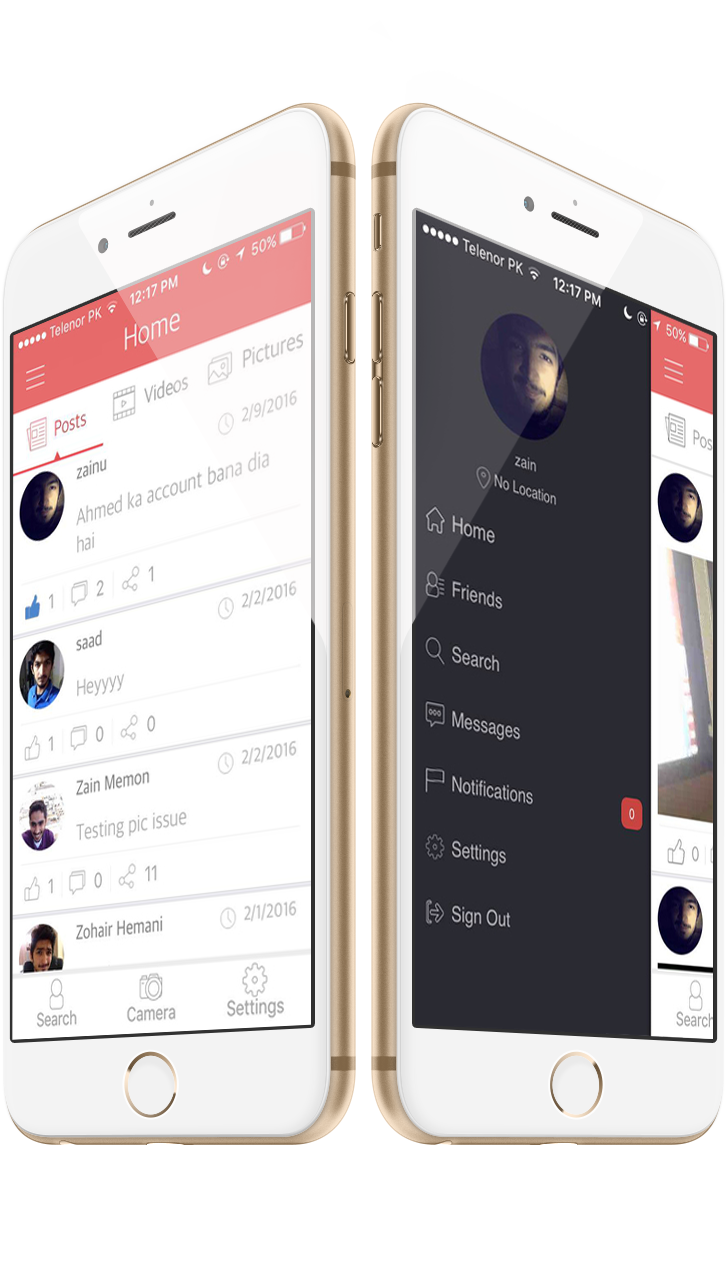 Telenor PK 12:17 PM 50%
Home
Posts Videos Pictures
zainu 2/9/2016
Ahmed ka account bana dia
hai
1 2 1
saad 2/2/2016
Heyyyy
1 0 0
Zain Memon 2/2/2016
Testing pic issue
1 0 11
Zohair Hemani 2/1/2016
Search Camera Settings
Telenor PK 12:17 PM 50%
zain
No Location
Home
Friends
Search
Messages
Notifications 0
Settings
Sign Out
Pos
0
Search